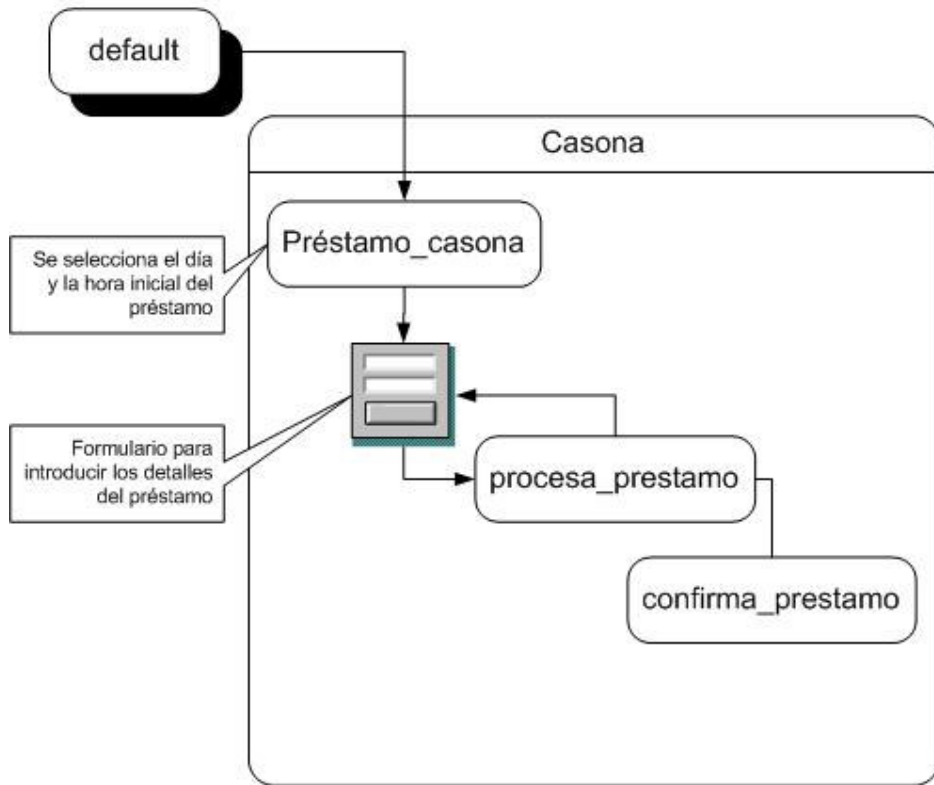 default
Casona
Préstamo_casona
Se selecciona el día
y la hora inicial del
préstamo
Formulario para
introducir los detalles
del préstamo
procesa_prestamo
confirma_prestamo